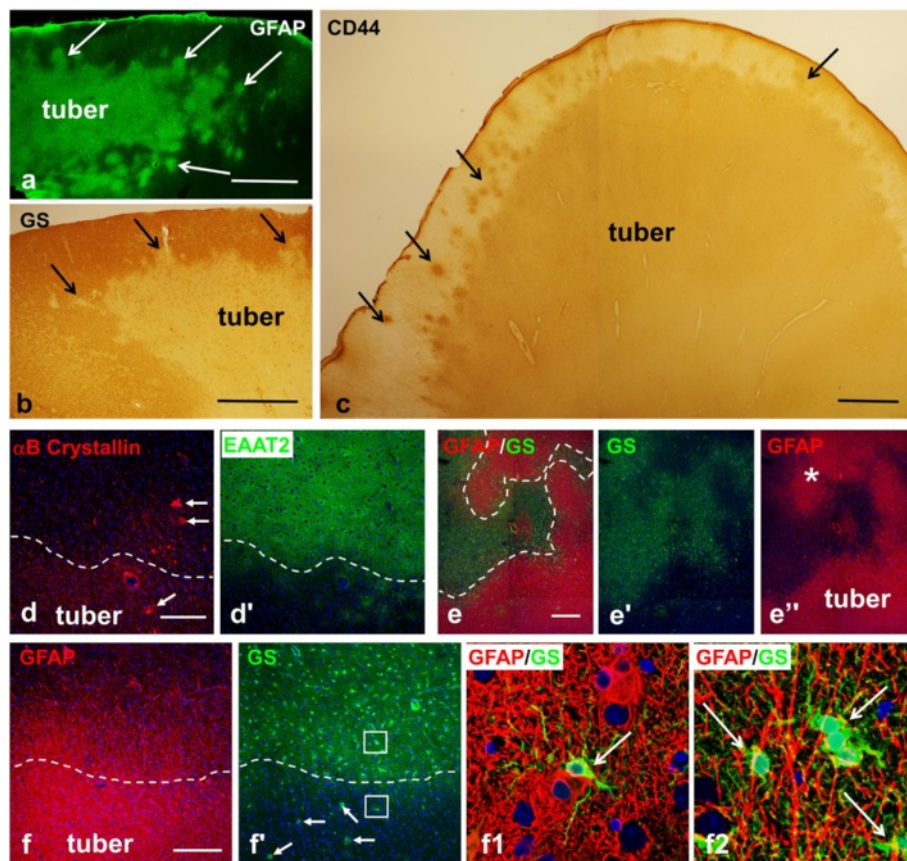 GFAP
tuber
a
CD44
tuber
c
GS
tuber
b
αB Crystallin
tuber
d
EAAT2
d'
GFAP/GS
e
GS
e'
GFAP
*
tuber
e"
GFAP
tuber
f
GS
f'
GFAP/GS
f1
GFAP/GS
f2